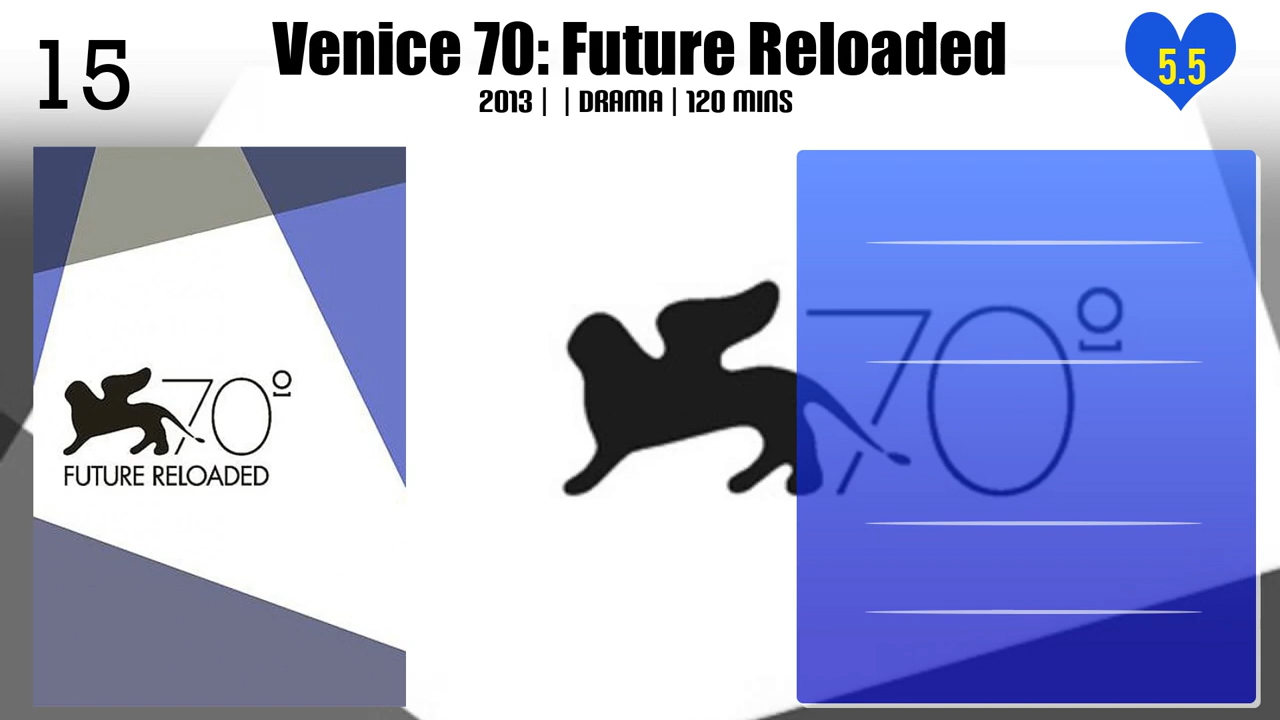 15
Venice 70: Future Reloaded
2013 | | DRAMA | 120 MINS
5.5
70º
FUTURE RELOADED
70º